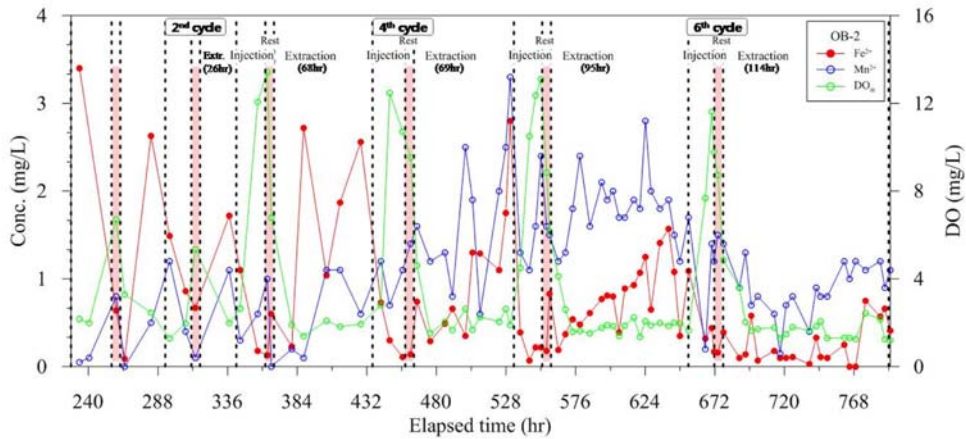 4
3
2
1
0
Conc. (mg/L)
2nd cycle
4th cycle
6th cycle
Extr.
(26hr)
Injection
Rest
Extraction
(68hr)
Injection
Rest
Extraction
(69hr)
Injection
Rest
Extraction
(95hr)
Injection
Rest
Extraction
(114hr)
OB-2
Fe²⁺
Mn²⁺
DO
16
12
8
4
0
DO (mg/L)
240 288 336 384 432 480 528 576 624 672 720 768
Elapsed time (hr)